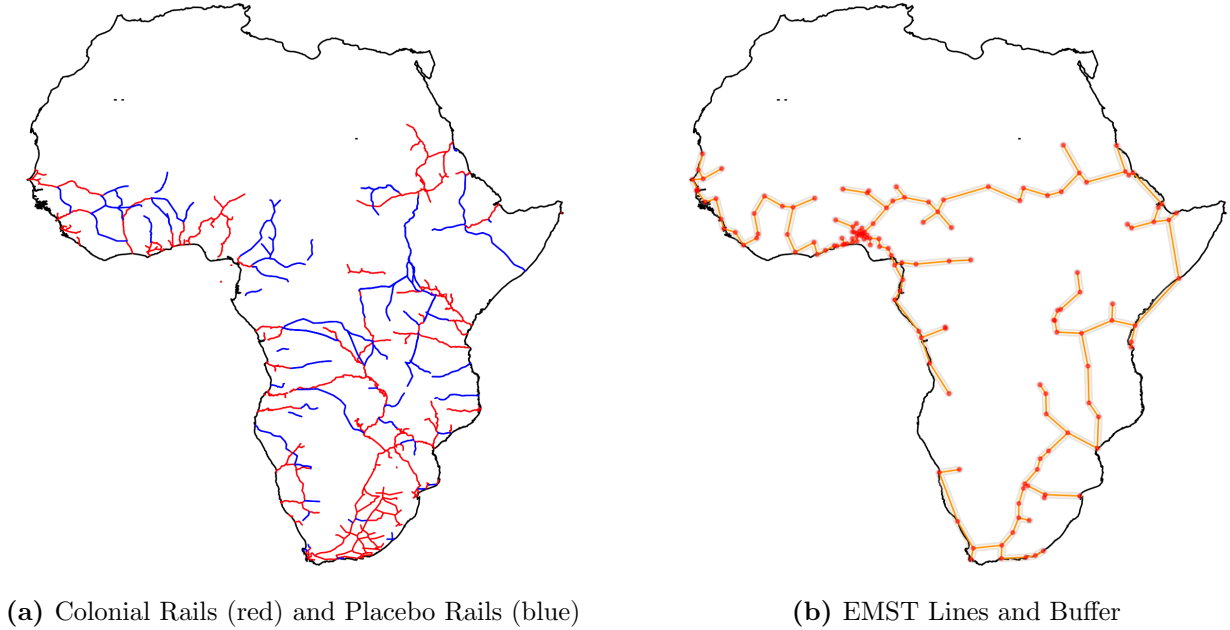 (a) Colonial Rails (red) and Placebo Rails (blue)
(b) EMST Lines and Buffer